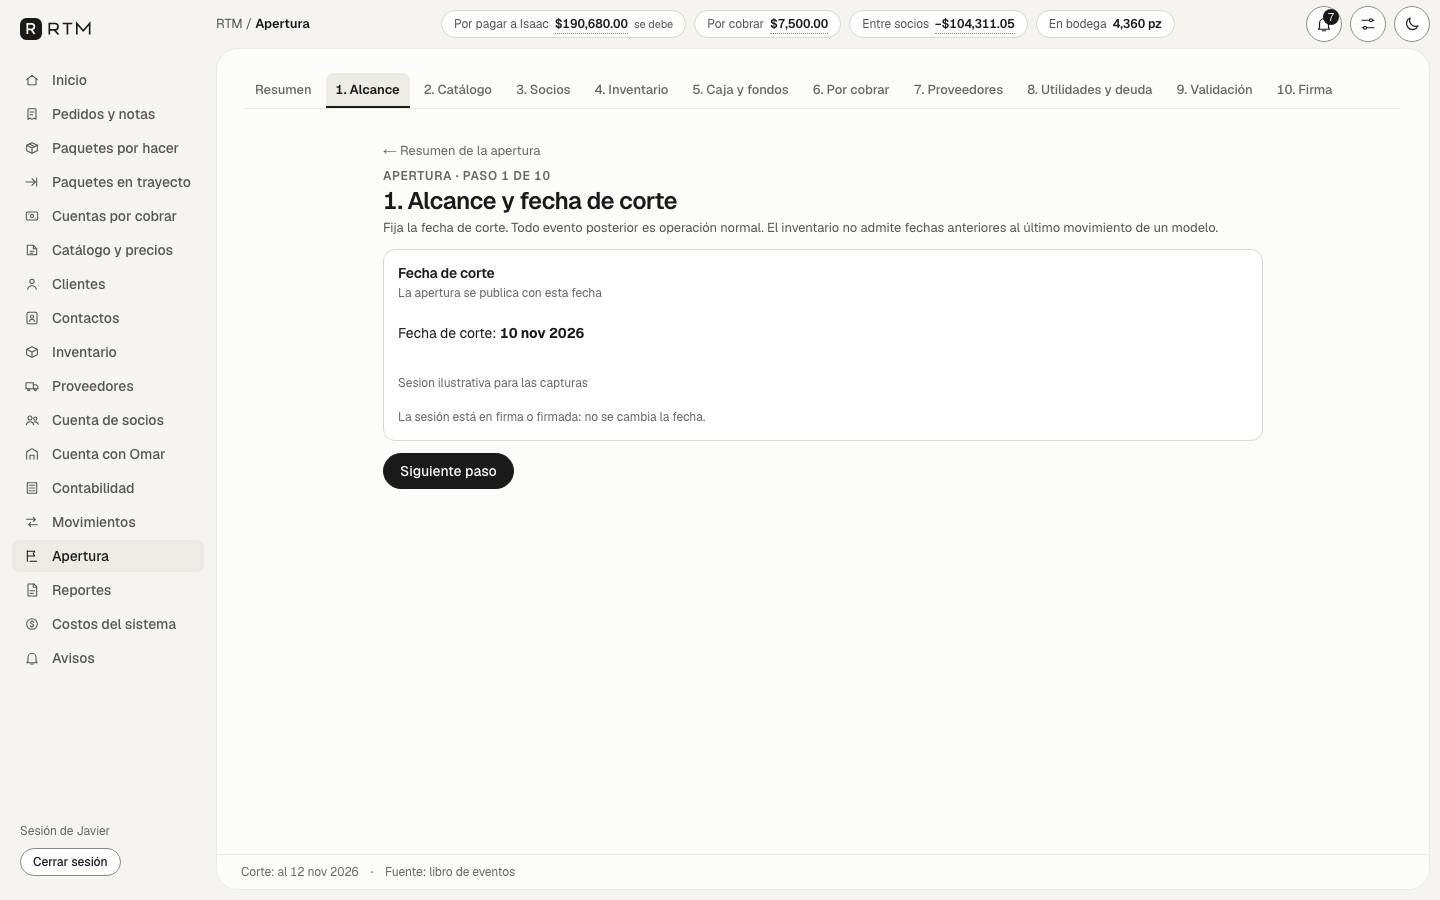 R RTM
RTM / Apertura
Por pagar a Isaac $190,680.00 se debe
Por cobrar $7,500.00
Entre socios −$104,311.05
En bodega 4,360 pz
7
Inicio
Pedidos y notas
Paquetes por hacer
Paquetes en trayecto
Cuentas por cobrar
Catálogo y precios
Clientes
Contactos
Inventario
Proveedores
Cuenta de socios
Cuenta con Omar
Contabilidad
Movimientos
Apertura
Reportes
Costos del sistema
Avisos
Sesión de Javier
Cerrar sesión
Resumen
1. Alcance
2. Catálogo
3. Socios
4. Inventario
5. Caja y fondos
6. Por cobrar
7. Proveedores
8. Utilidades y deuda
9. Validación
10. Firma
← Resumen de la apertura
APERTURA · PASO 1 DE 10
1. Alcance y fecha de corte
Fija la fecha de corte. Todo evento posterior es operación normal. El inventario no admite fechas anteriores al último movimiento de un modelo.
Fecha de corte
La apertura se publica con esta fecha
Fecha de corte: 10 nov 2026
Sesion ilustrativa para las capturas
La sesión está en firma o firmada: no se cambia la fecha.
Siguiente paso
Corte: al 12 nov 2026 · Fuente: libro de eventos